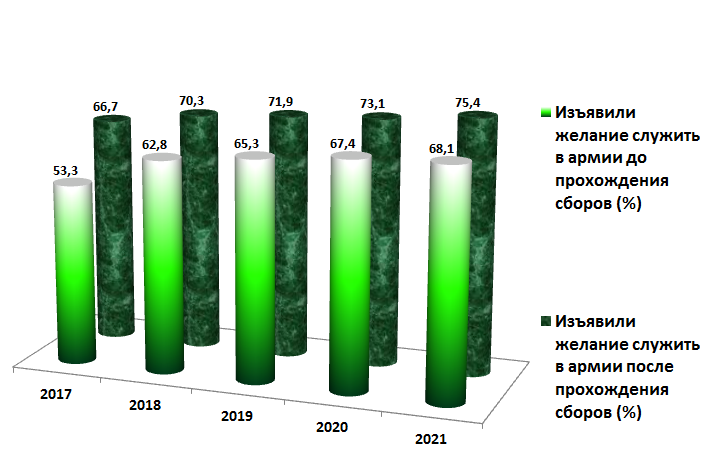 66,7
70,3
71,9
73,1
75,4
53,3
62,8
65,3
67,4
68,1
2017
2018
2019
2020
2021
Изъявили
желание служить
в армии до
прохождения
сборов (%)
Изъявили
желание служить
в армии после
прохождения
сборов (%)